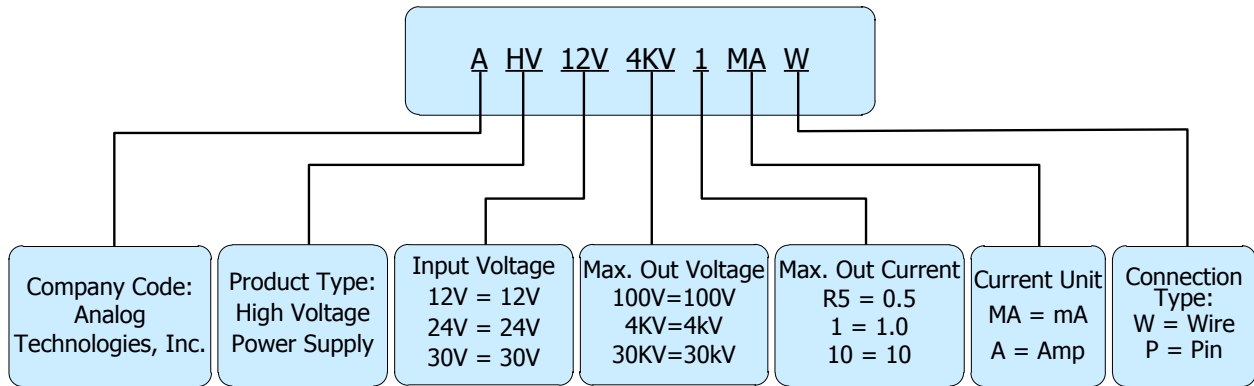 A HV 12V 4KV 1 MA W
Company Code:
Analog
Technologies, Inc.
Product Type:
High Voltage
Power Supply
Input Voltage
12V = 12V
24V = 24V
30V = 30V
Max. Out Voltage
100V=100V
4KV=4kV
30KV=30kV
Max. Out Current
R5 = 0.5
1 = 1.0
10 = 10
Current Unit
MA = mA
A = Amp
Connection
Type:
W = Wire
P = Pin